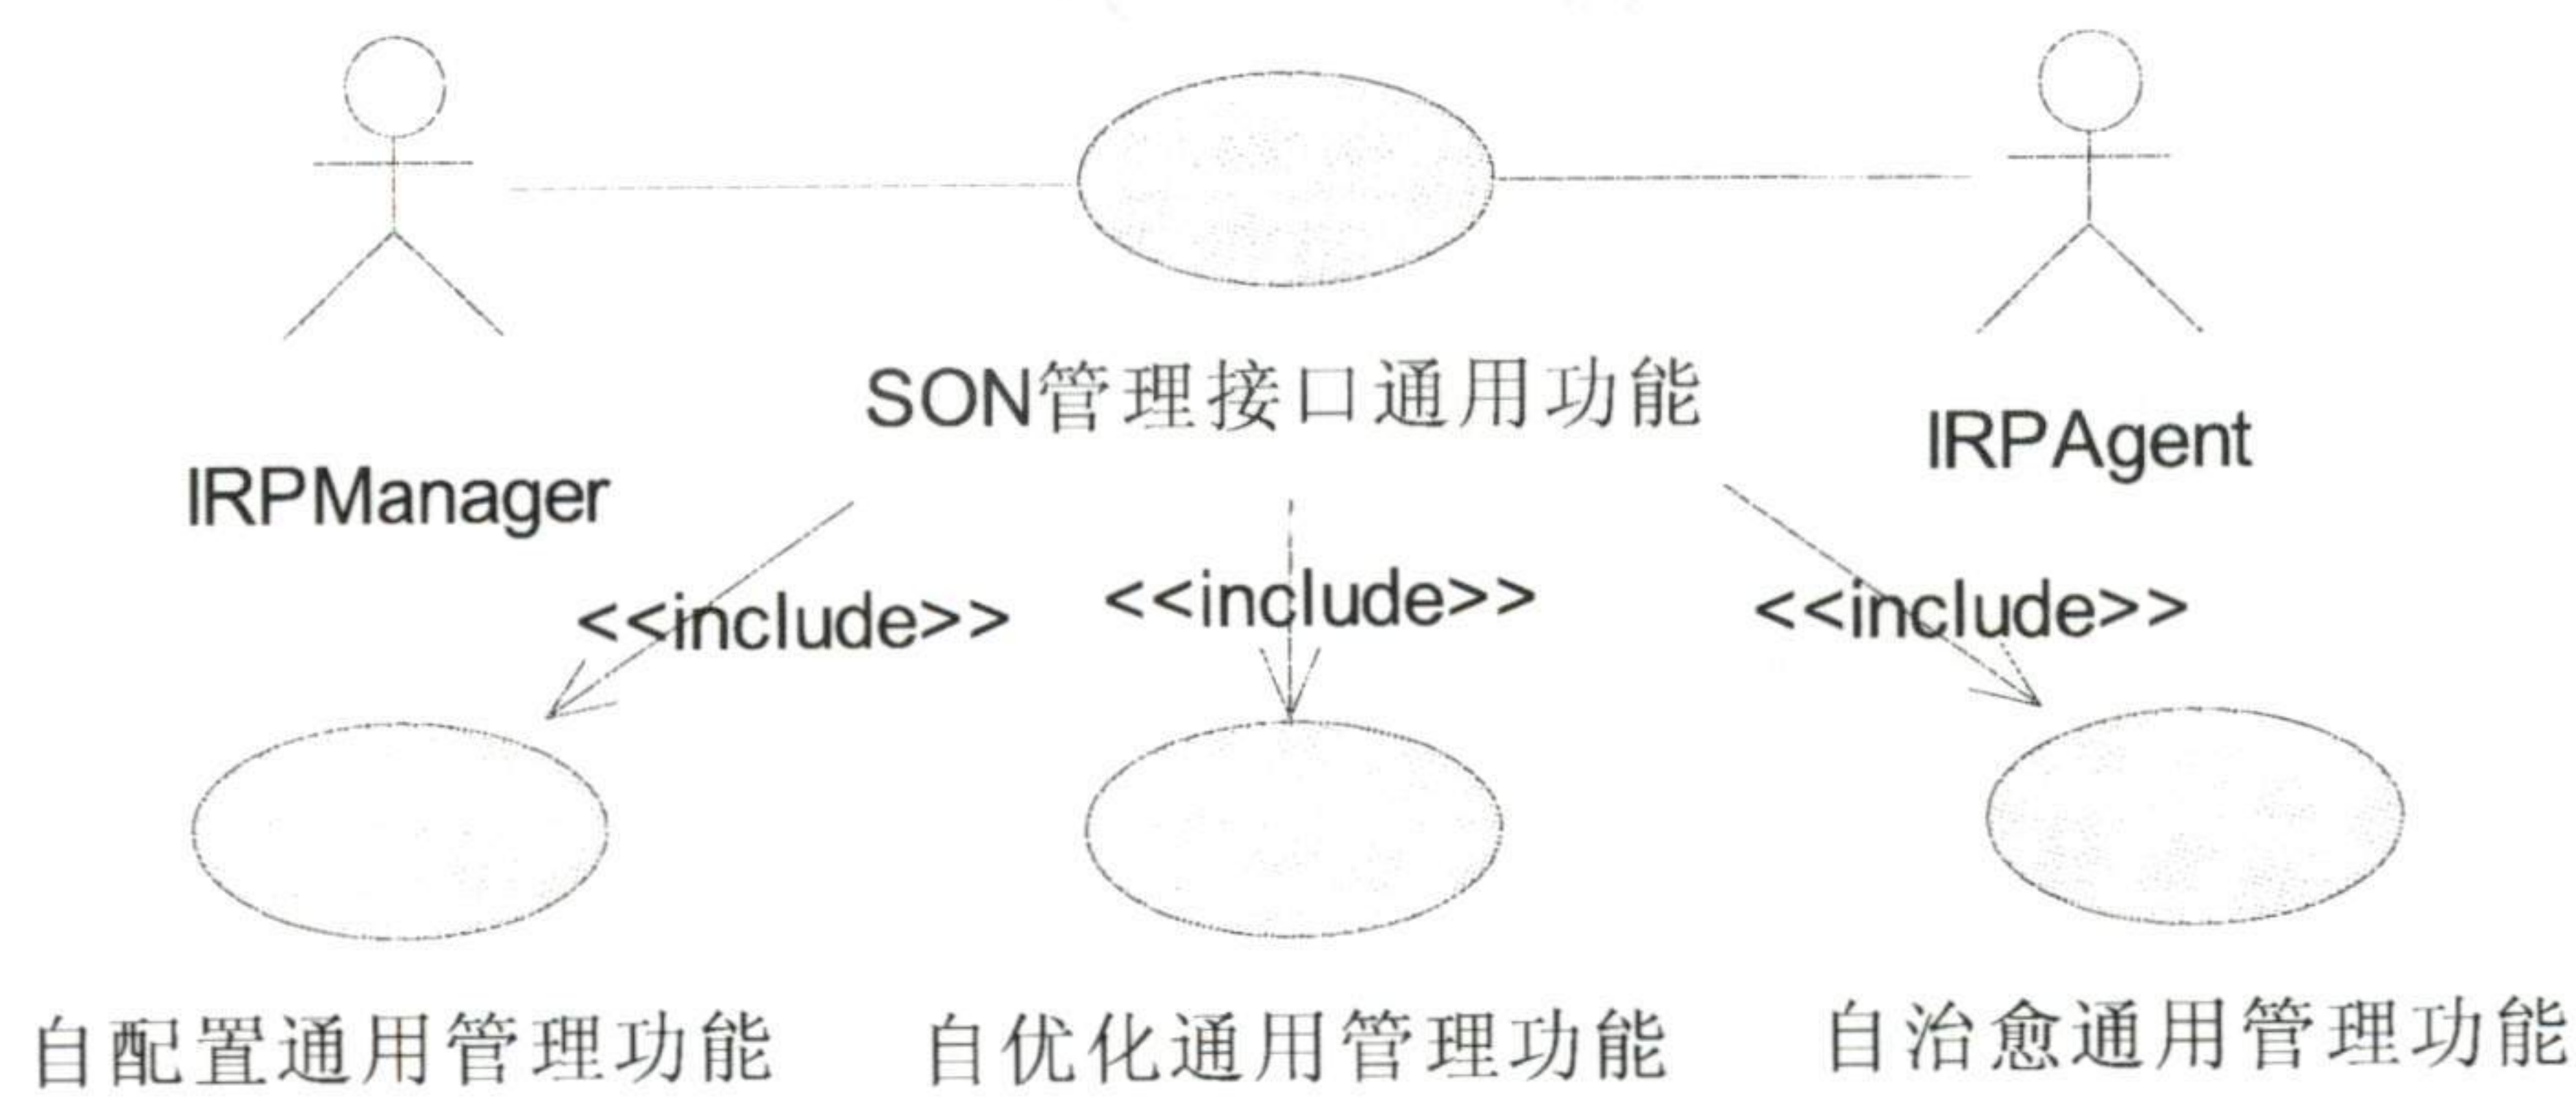 SON管理接口通用功能
IRPManager
IRPAgent
<<include>>
<<include>>
<<include>>
自配置通用管理功能
自优化通用管理功能
自治愈通用管理功能